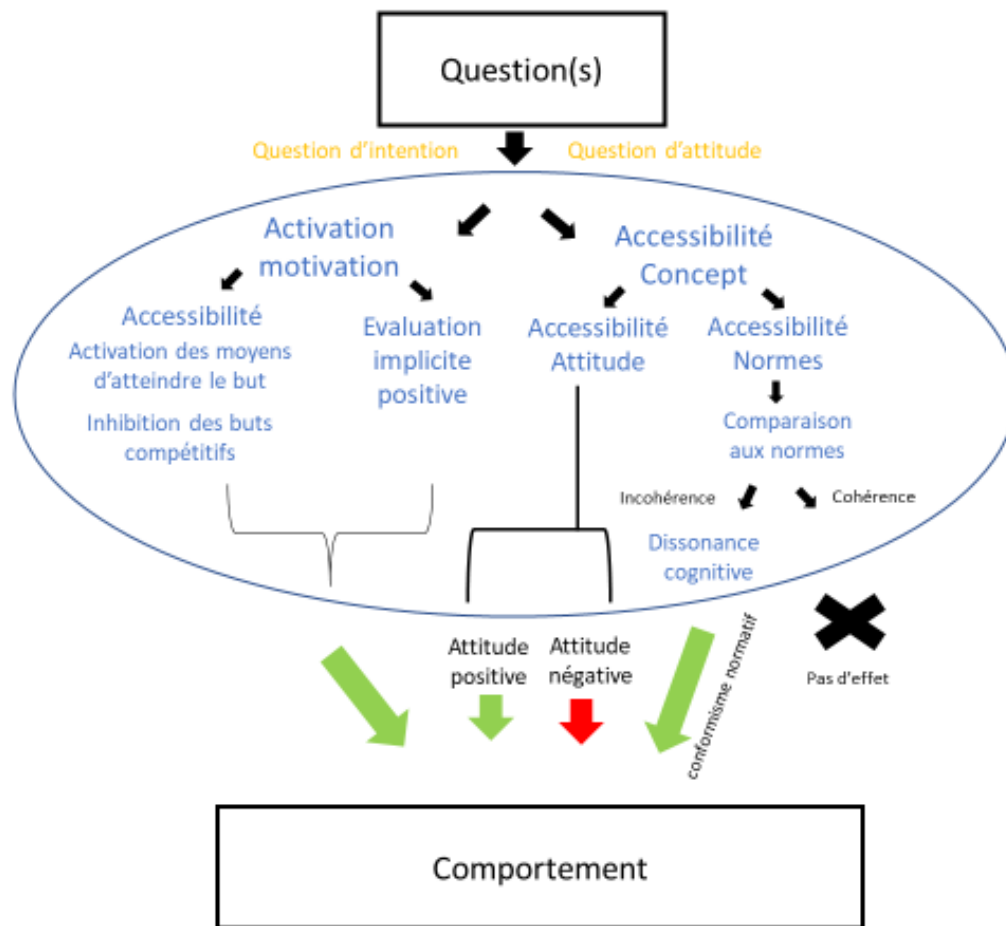 Question(s)
Question d'intention
Question d'attitude
Activation
motivation
Accessibilité
Concept
Accessibilité
Activation des moyens
d'atteindre le but
Inhibition des buts
compétitifs
Evaluation
implicite
positive
Accessibilité
Attitude
Accessibilité
Normes
Comparaison
aux normes
Incohérence
Cohérence
Dissonance
cognitive
Attitude
positive
Attitude
négative
conformisme normatif
Pas d'effet
Comportement